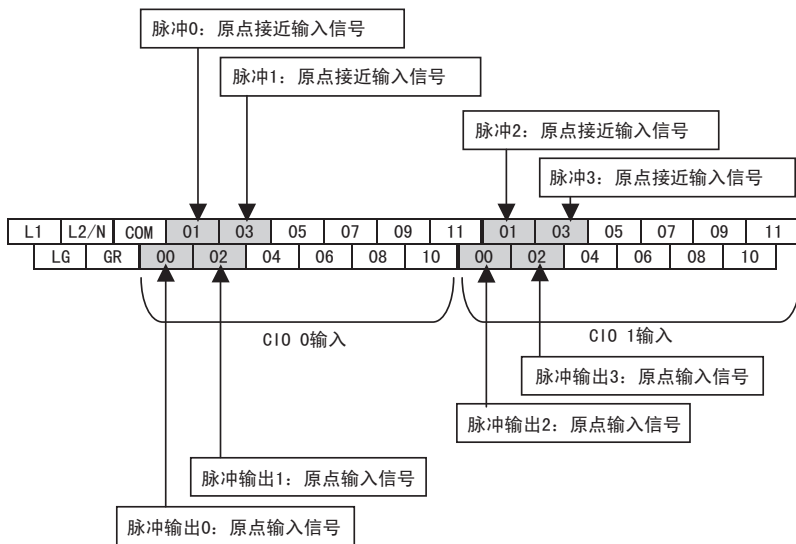 脉冲0：原点接近输入信号
脉冲1：原点接近输入信号
脉冲2：原点接近输入信号
脉冲3：原点接近输入信号
L1 L2/N COM 01 03 05 07 09 11 01 03 05 07 09 11
LG GR 00 02 04 06 08 10 00 02 04 06 08 10
CIO 0输入 CIO 1输入
脉冲输出3：原点输入信号
脉冲输出2：原点输入信号
脉冲输出1：原点输入信号
脉冲输出0：原点输入信号